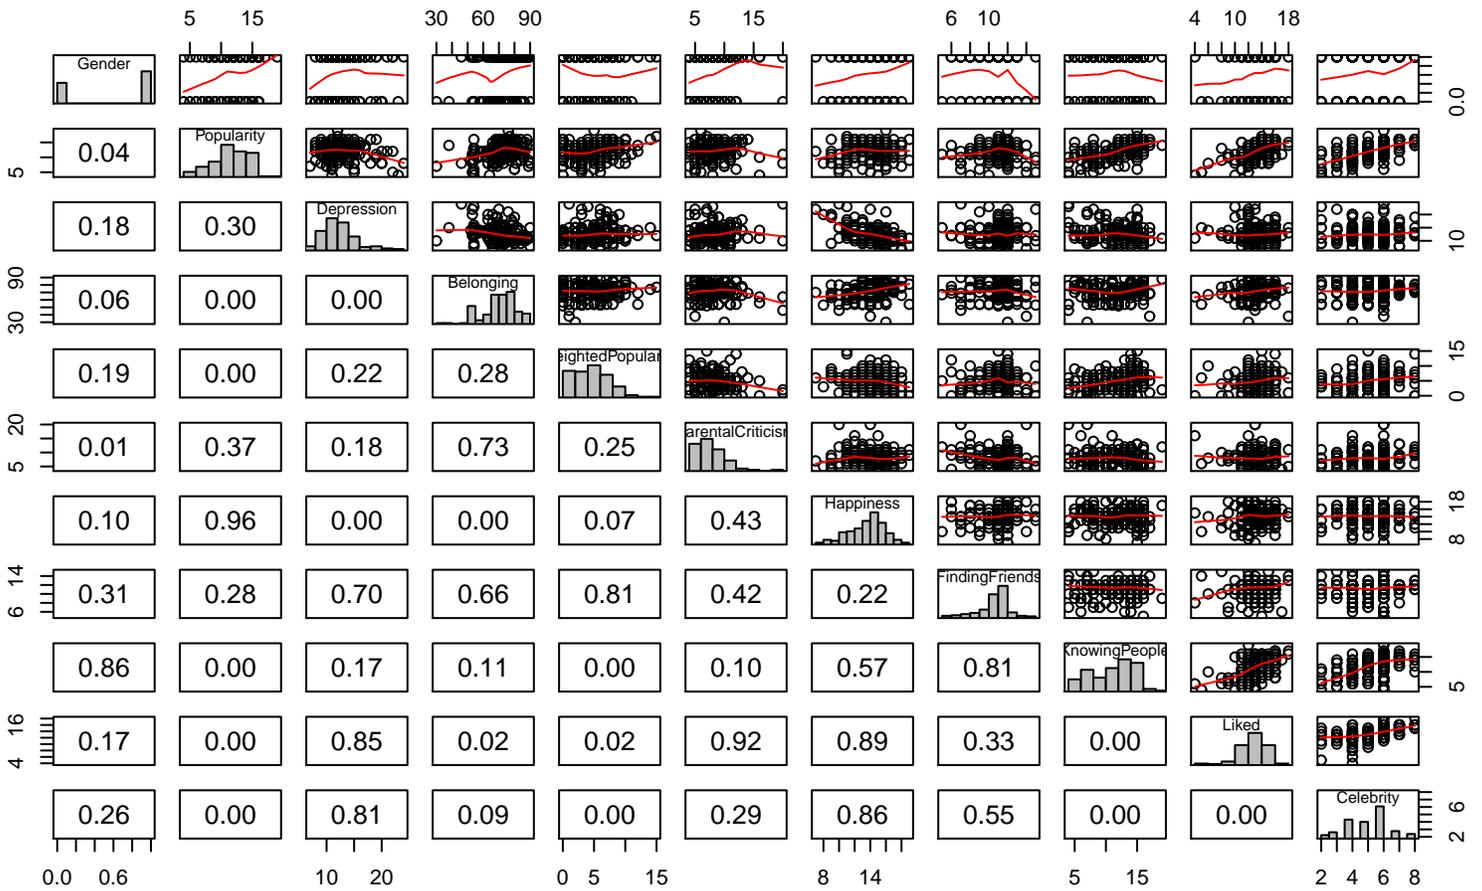 5 15 30 60 90 5 15 6 10 4 10 18
Gender
0.0
0.04 Popularity
5
0.18 0.30 Depression
10
0.06 0.00 0.00 Belonging
30 90
0.19 0.00 0.22 0.28 eightedPopular
0 15
0.01 0.37 0.18 0.73 0.25 arentalCriticisr
5 20
0.10 0.96 0.00 0.00 0.07 0.43 Happiness
8 18
0.31 0.28 0.70 0.66 0.81 0.42 0.22 FindingFriends
6 14
0.86 0.00 0.17 0.11 0.00 0.10 0.57 0.81 KnowingPeople
5
0.17 0.00 0.85 0.02 0.02 0.92 0.89 0.33 0.00 Liked
4 16
0.26 0.00 0.81 0.09 0.00 0.29 0.86 0.55 0.00 0.00 Celebrity
2 6
0.0 0.6 10 20 0 5 15 8 14 5 15 2 4 6 8